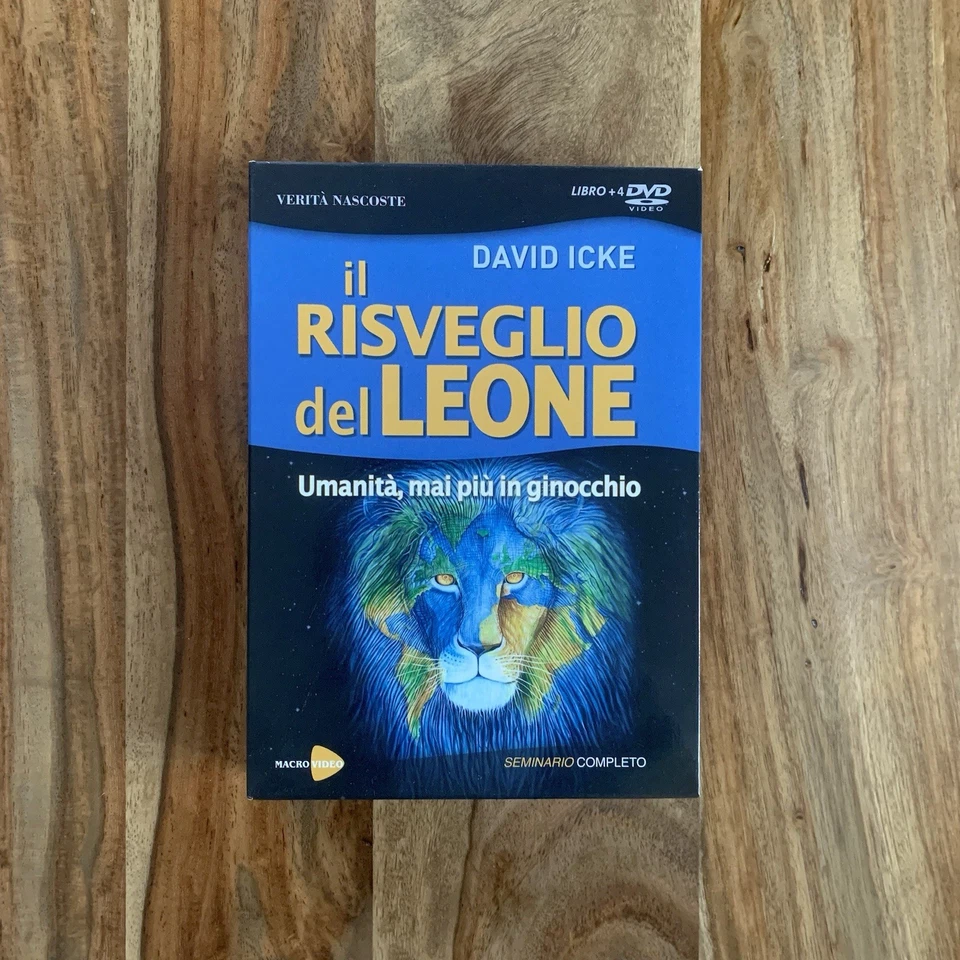 VERITÀ NASCOSTE
LIBRO + 4 DVD
VIDEO
DAVID ICKE
il
RISVEGLIO
del LEONE
Umanità, mai più in ginocchio
MACRO VIDEO
SEMINARIO COMPLETO